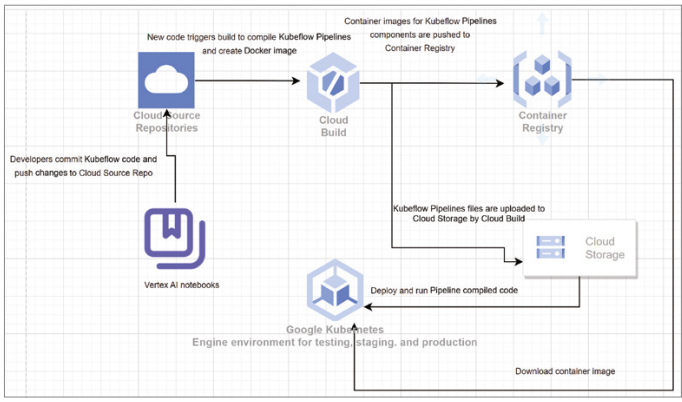 New code triggers build to compile Kubeflow Pipelines
and create Docker image
Container images for Kubeflow Pipelines
components are pushed to
Container Registry
Cloud Source
Repositories
Cloud
Build
Container
Registry
Developers commit Kubeflow code and
push changes to Cloud Source Repo
Kubeflow Pipelines files are uploaded to
Cloud Storage by Cloud Build
Cloud
Storage
Vertex AI notebooks
Deploy and run Pipeline compiled code
Google Kubernetes
Engine environment for testing, staging. and production
Download container Image